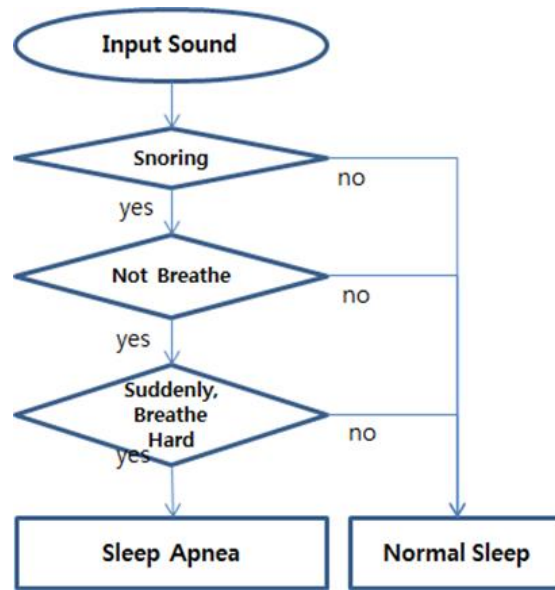 Input Sound
Snoring
no
yes
Not Breathe
no
yes
Suddenly,
Breathe
Hard
no
yes
Sleep Apnea
Normal Sleep